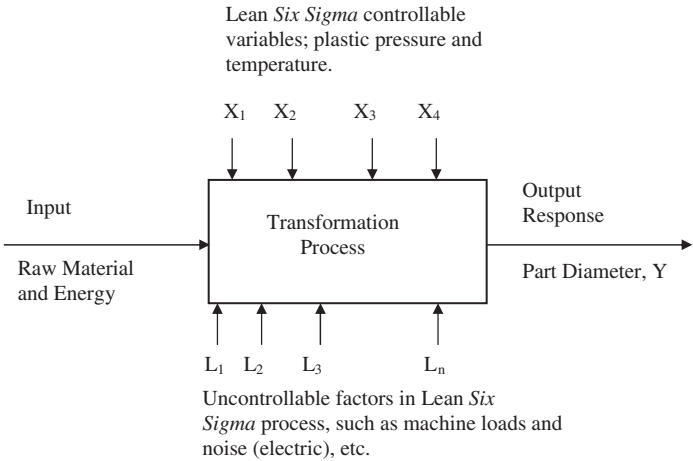 Lean Six Sigma controllable
variables; plastic pressure and
temperature.
X1 X2 X3 X4
Input
Raw Material
and Energy
Transformation
Process
Output
Response
Part Diameter, Y
L1 L2 L3 Ln
Uncontrollable factors in Lean Six
Sigma process, such as machine loads and
noise (electric), etc.